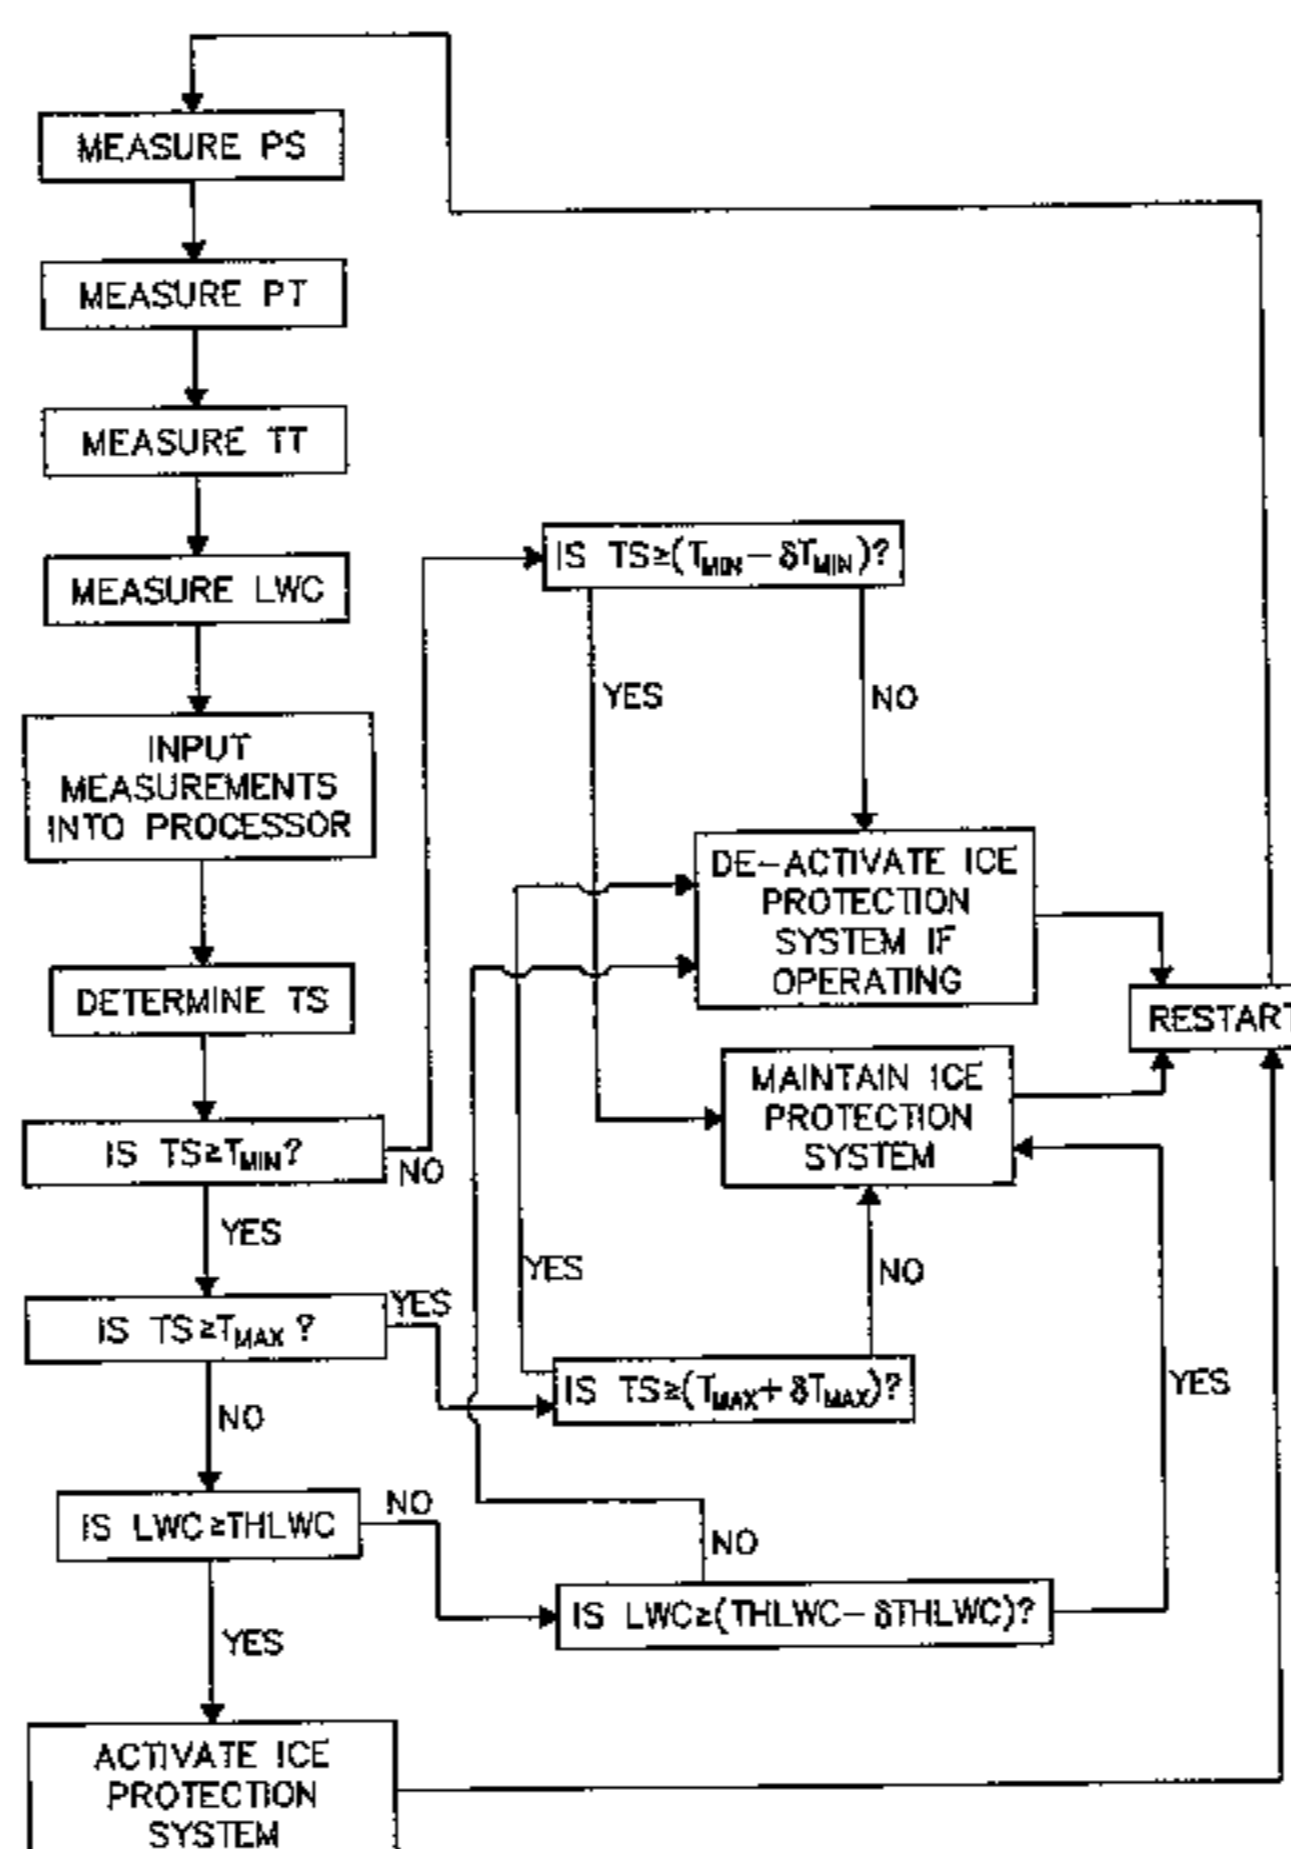 MEASURE PS
MEASURE PT
MEASURE TT
MEASURE LWC
INPUT
MEASUREMENTS
INTO PROCESSOR
DETERMINE TS
IS TS≥T_MIN?
NO
YES
IS TS≥T_MAX?
YES
NO
IS LWC≥THLWC
NO
YES
ACTIVATE ICE
PROTECTION
SYSTEM
IS TS≥(T_MIN−δT_MIN)?
YES
NO
DE-ACTIVATE ICE
PROTECTION
SYSTEM IF
OPERATING
MAINTAIN ICE
PROTECTION
SYSTEM
YES
NO
IS TS≥(T_MAX+δT_MAX)?
NO
IS LWC≥(THLWC−δTHLWC)?
YES
RESTART